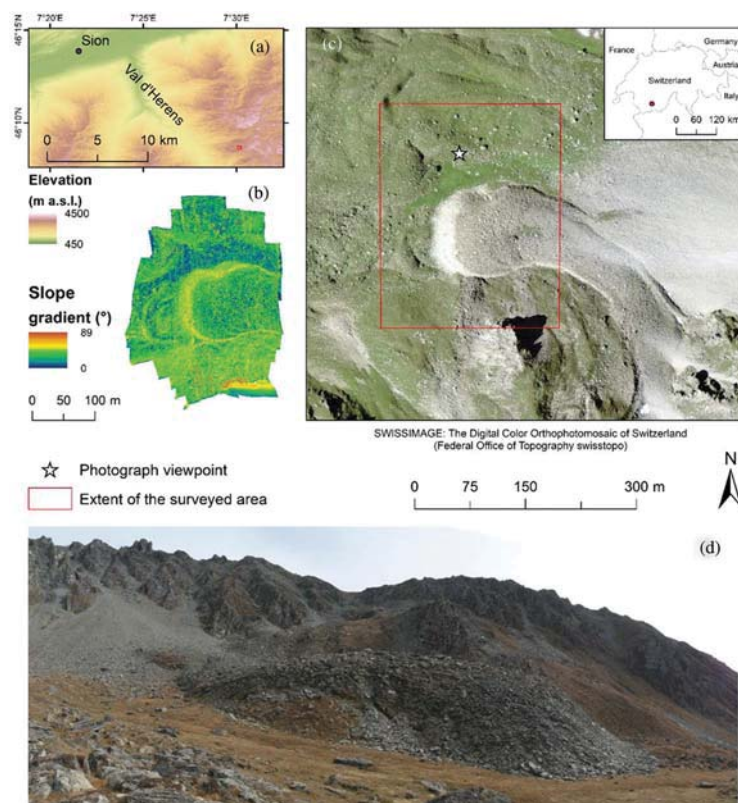 7°20'E
7°25'E
7°30'E
46°15'N
(a)
Sion
Val d'Herens
46°10'N
0 5 10 km
Elevation
(m a.s.l.)
4500
450
(b)
Slope
gradient (°)
89
0
0 50 100 m
(c)
France
Germany
Austria
Switzerland
Italy
0 60 120 km
SWISSIMAGE: The Digital Color Orthophotomosaic of Switzerland
(Federal Office of Topography swisstopo)
Photograph viewpoint
Extent of the surveyed area
0 75 150 300 m
N
(d)